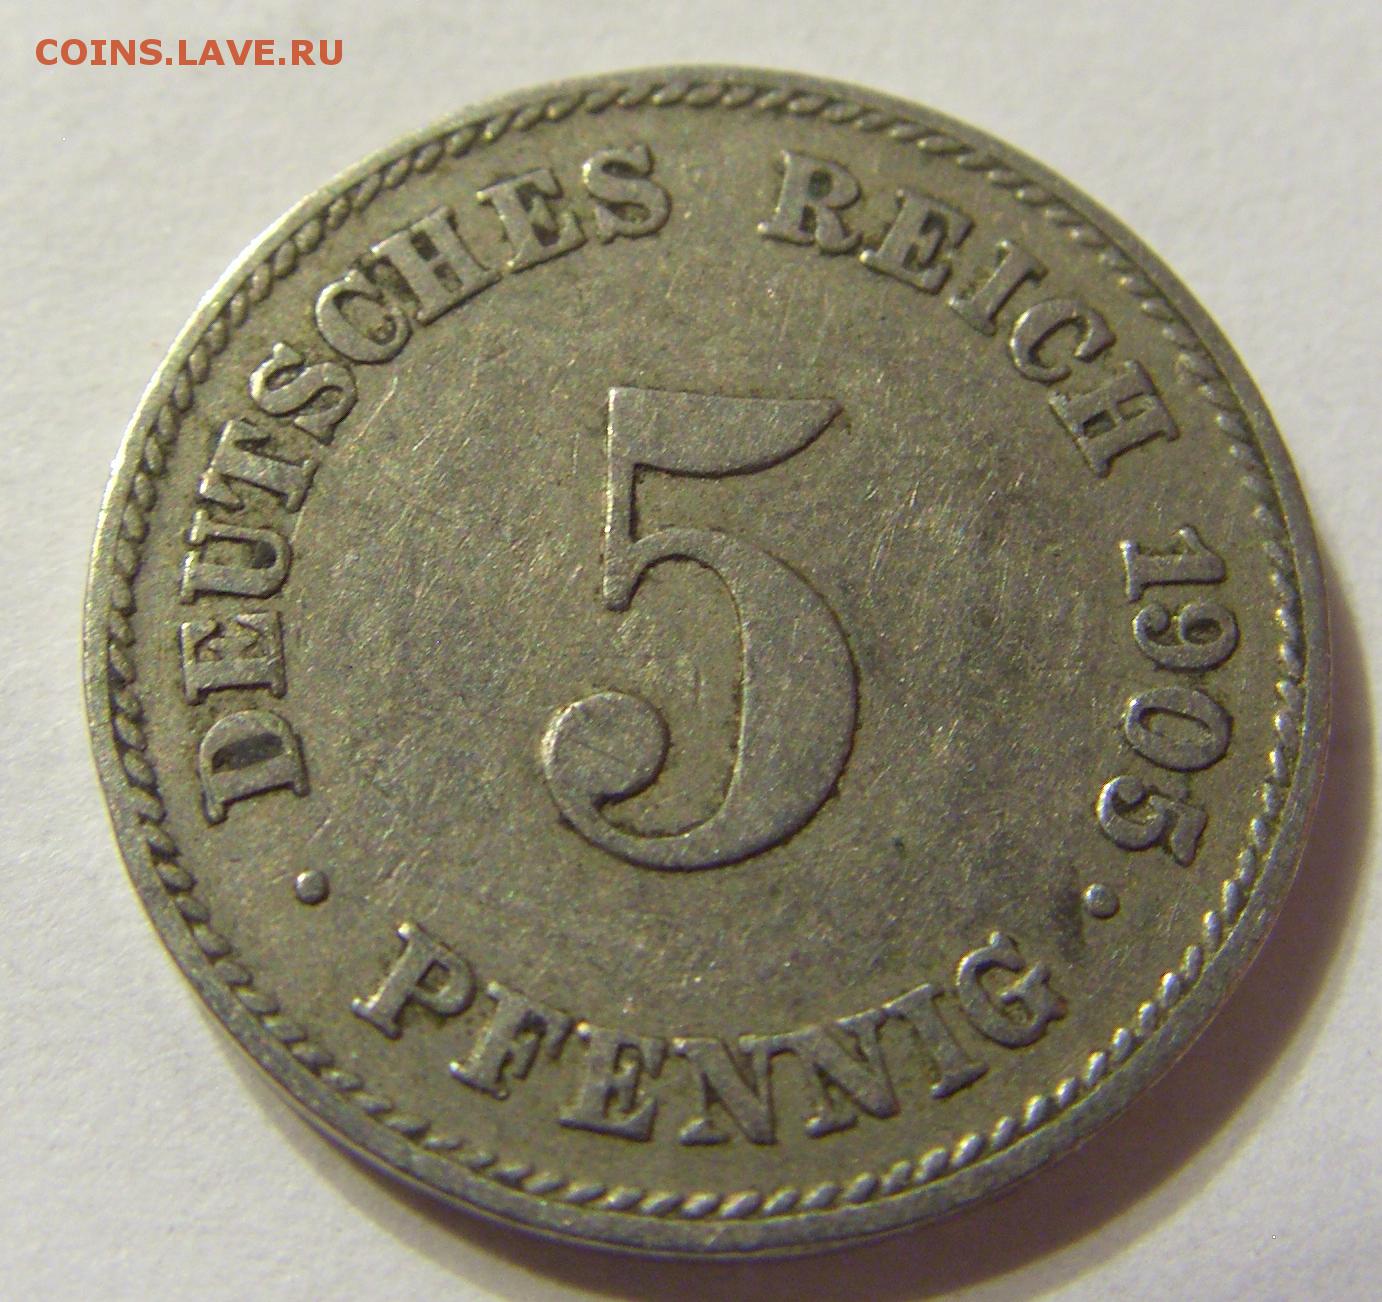 COINS.LAVE.RU
DEUTSCHES REICH 1905
5
· PFENNIG ·